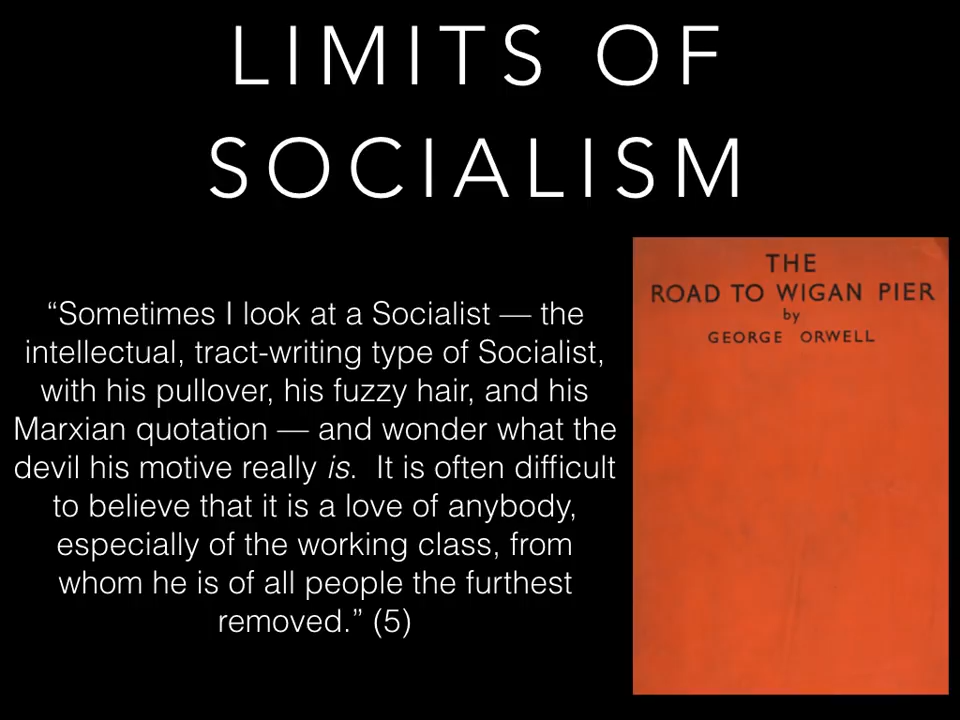 LIMITS OF
SOCIALISM
“Sometimes I look at a Socialist — the
intellectual, tract-writing type of Socialist,
with his pullover, his fuzzy hair, and his
Marxian quotation — and wonder what the
devil his motive really is.  It is often difficult
to believe that it is a love of anybody,
especially of the working class, from
whom he is of all people the furthest
removed.” (5)
THE
ROAD TO WIGAN PIER
by
GEORGE ORWELL